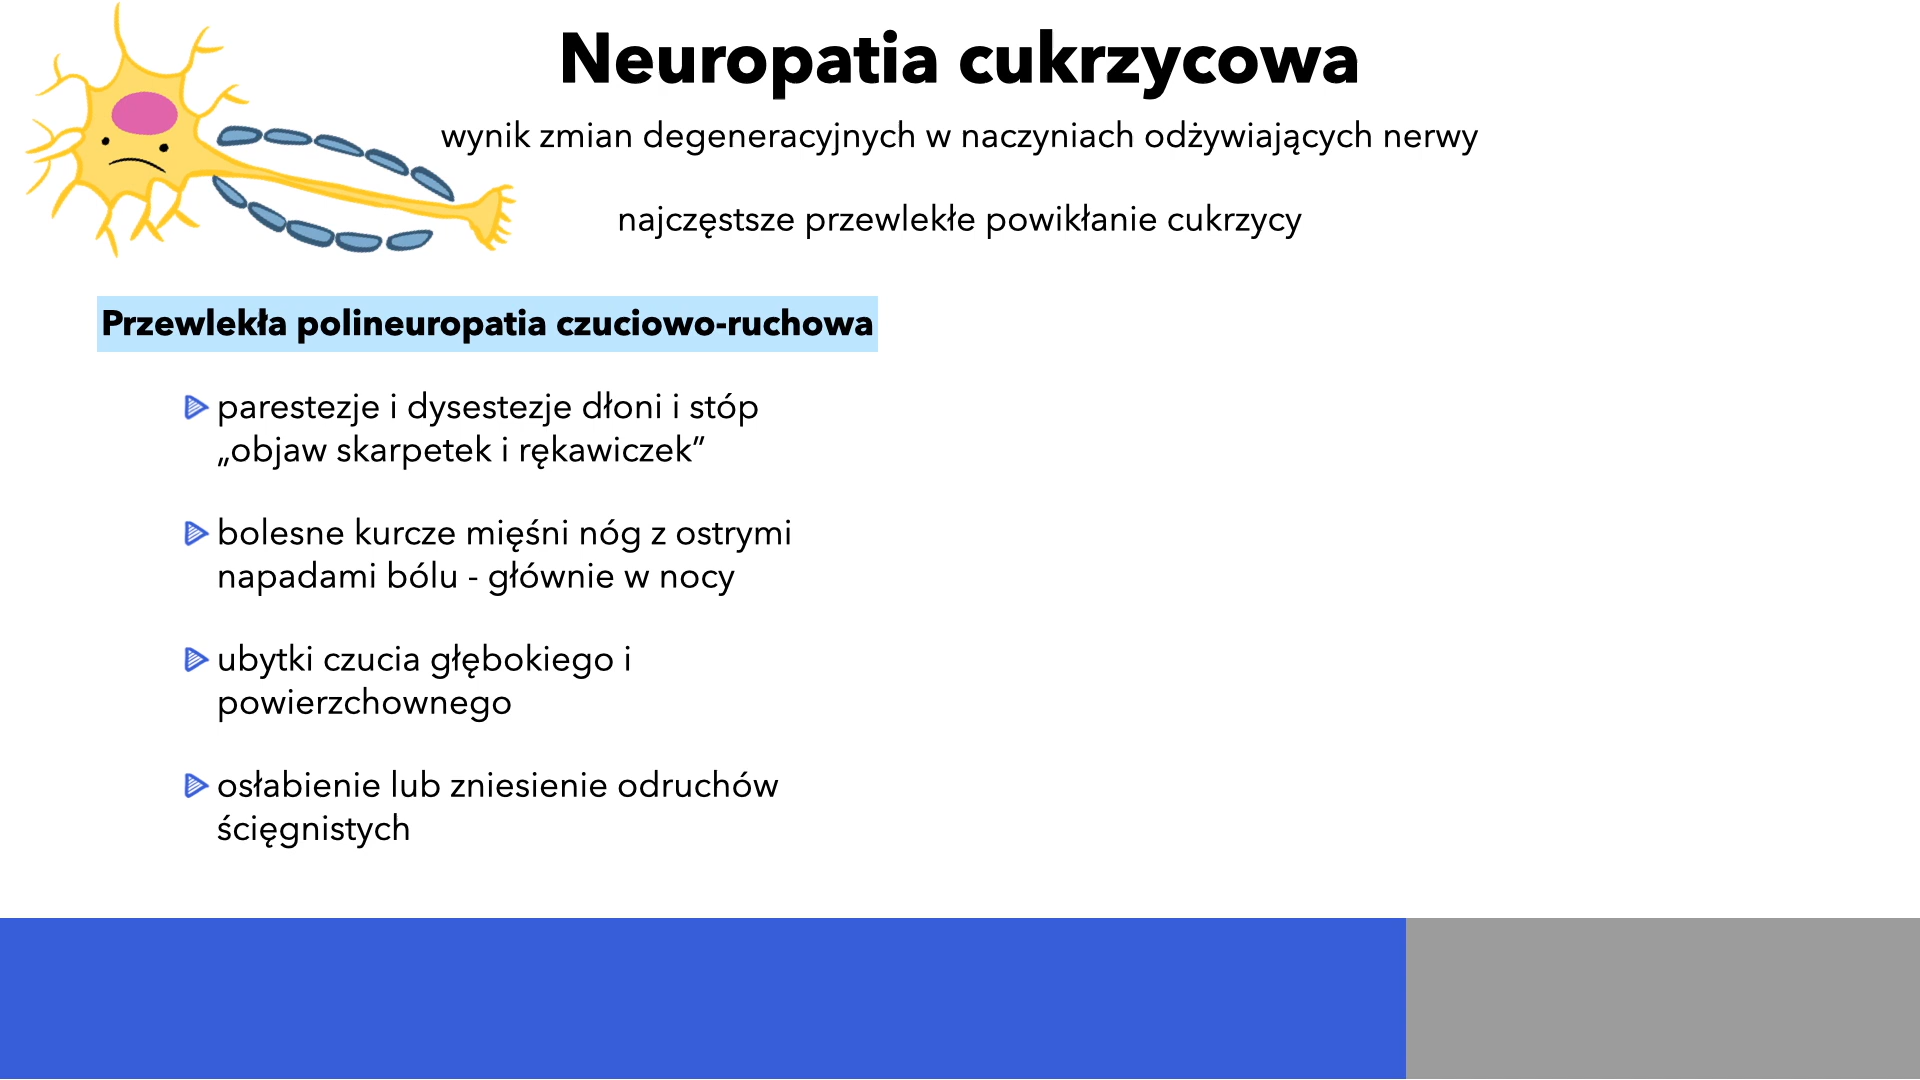 Neuropatia cukrzycowa
wynik zmian degeneracyjnych w naczyniach odżywiających nerwy
najczęstsze przewlekłe powikłanie cukrzycy
Przewlekła polineuropatia czuciowo-ruchowa
parestezje i dysestezje dłoni i stóp
„objaw skarpetek i rękawiczek”
bolesne kurcze mięśni nóg z ostrymi
napadami bólu - głównie w nocy
ubytki czucia głębokiego i
powierzchownego
osłabienie lub zniesienie odruchów
ścięgnistych